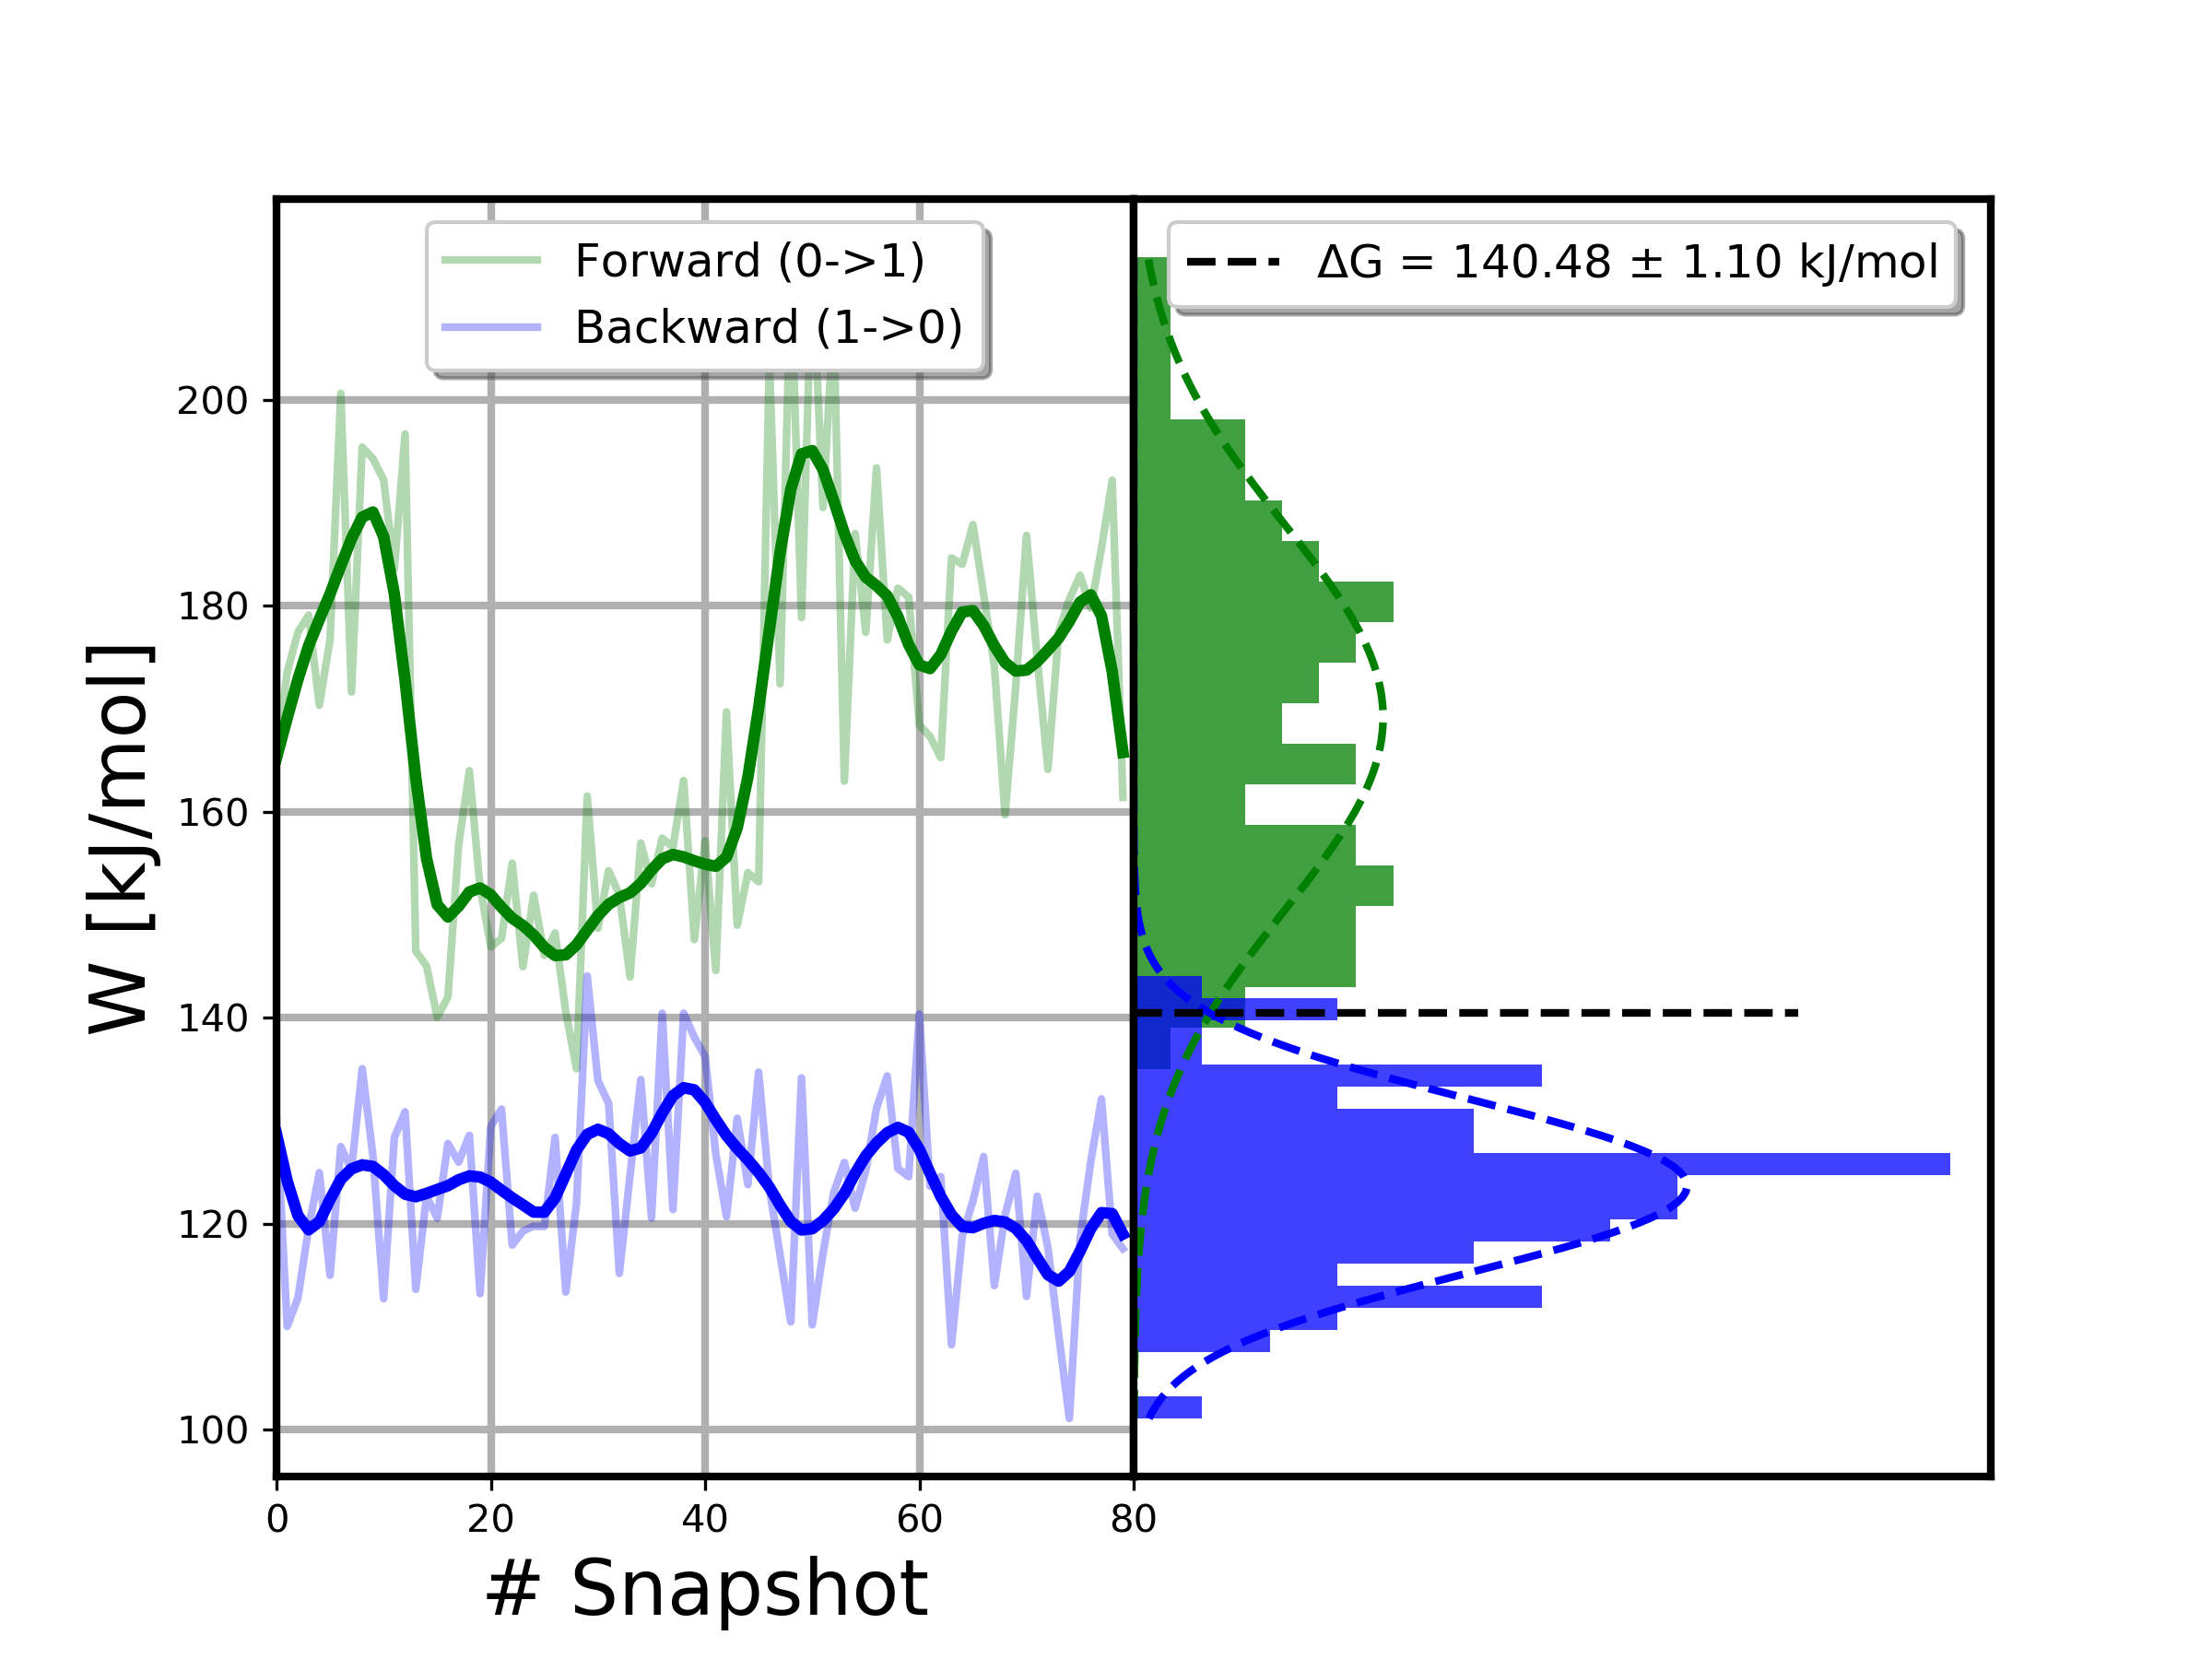 Forward (0->1)
Backward (1->0)
ΔG = 140.48 ± 1.10 kJ/mol
W [kJ/mol]
200
180
160
140
120
100
0 20 40 60 80
# Snapshot